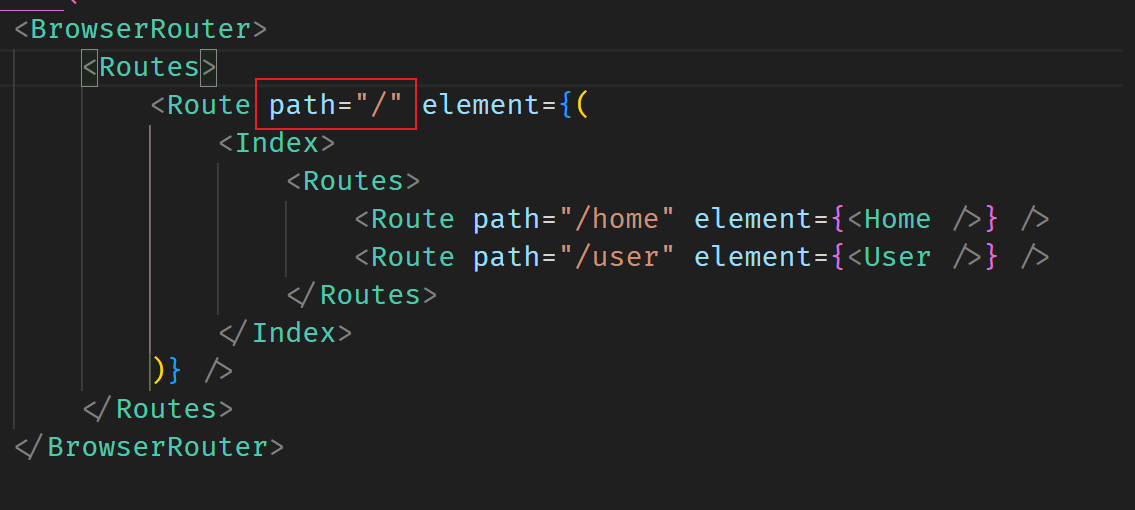 <BrowserRouter>
<Routes>
<Route path="/" element={(
<Index>
<Routes>
<Route path="/home" element={<Home />} />
<Route path="/user" element={<User />} />
</Routes>
</Index>
)} />
</Routes>
</BrowserRouter>